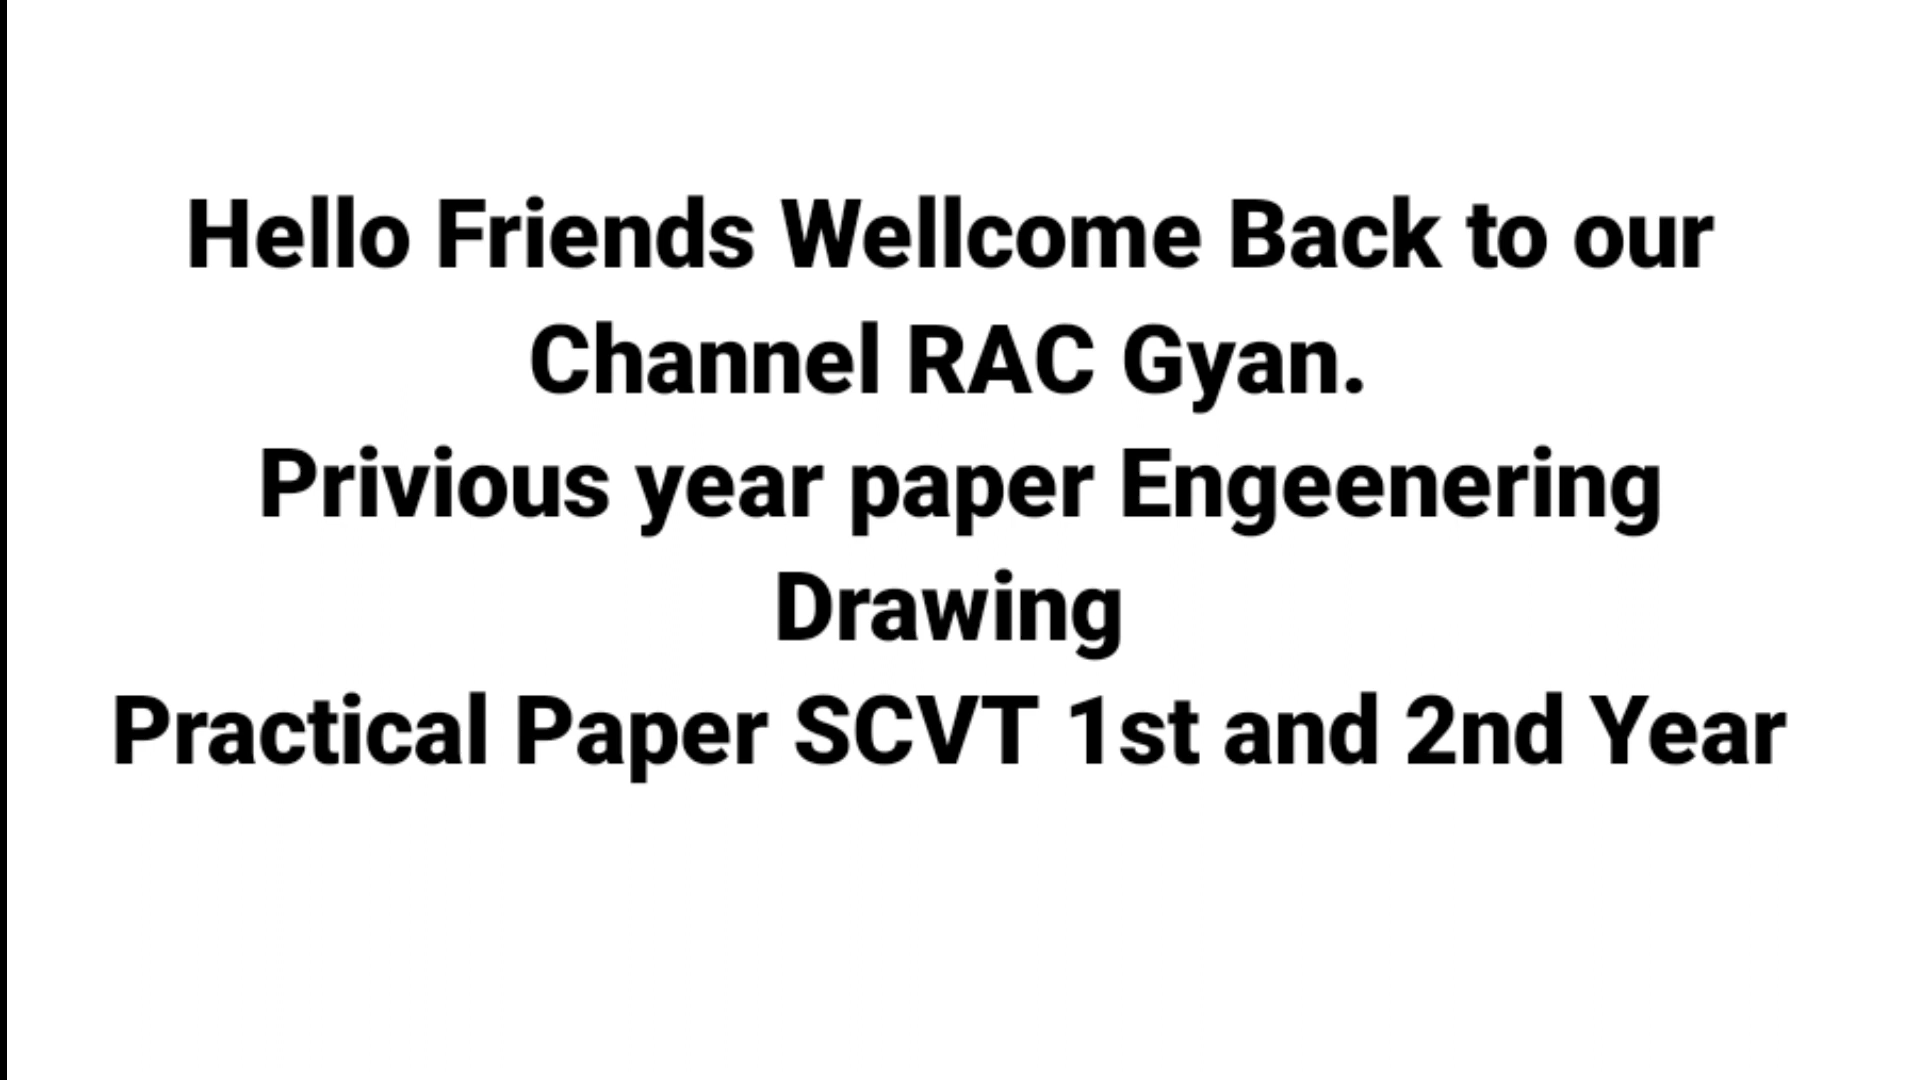 Hello Friends Wellcome Back to our
Channel RAC Gyan.
Privious year paper Engeenering
Drawing
Practical Paper SCVT 1st and 2nd Year